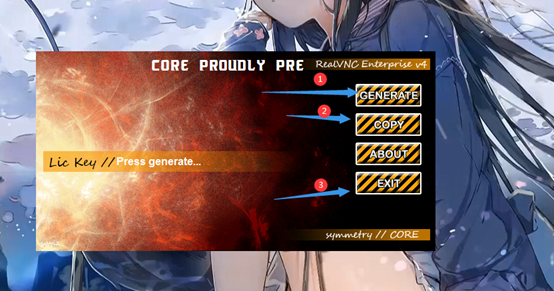 CORE PROUDLY PRE
RealVNC Enterprise v4
1
GENERATE
2
COPY
Lic Key // Press generate...
ABOUT
3
EXIT
symmetry // CORE